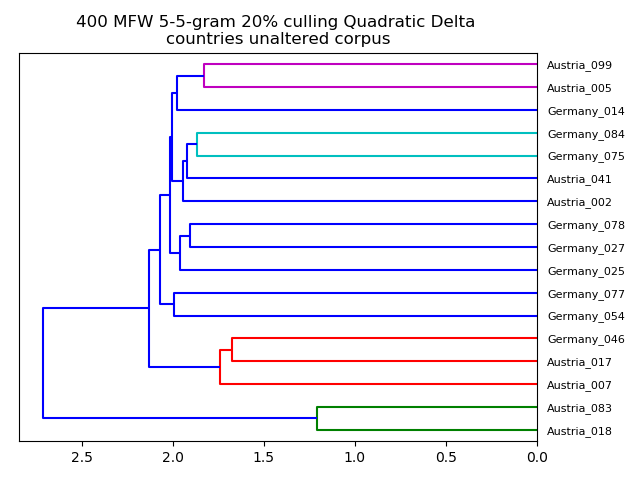 400 MFW 5-5-gram 20% culling Quadratic Delta
countries unaltered corpus
Austria_099
Austria_005
Germany_014
Germany_084
Germany_075
Austria_041
Austria_002
Germany_078
Germany_027
Germany_025
Germany_077
Germany_054
Germany_046
Austria_017
Austria_007
Austria_083
Austria_018
2.5 2.0 1.5 1.0 0.5 0.0